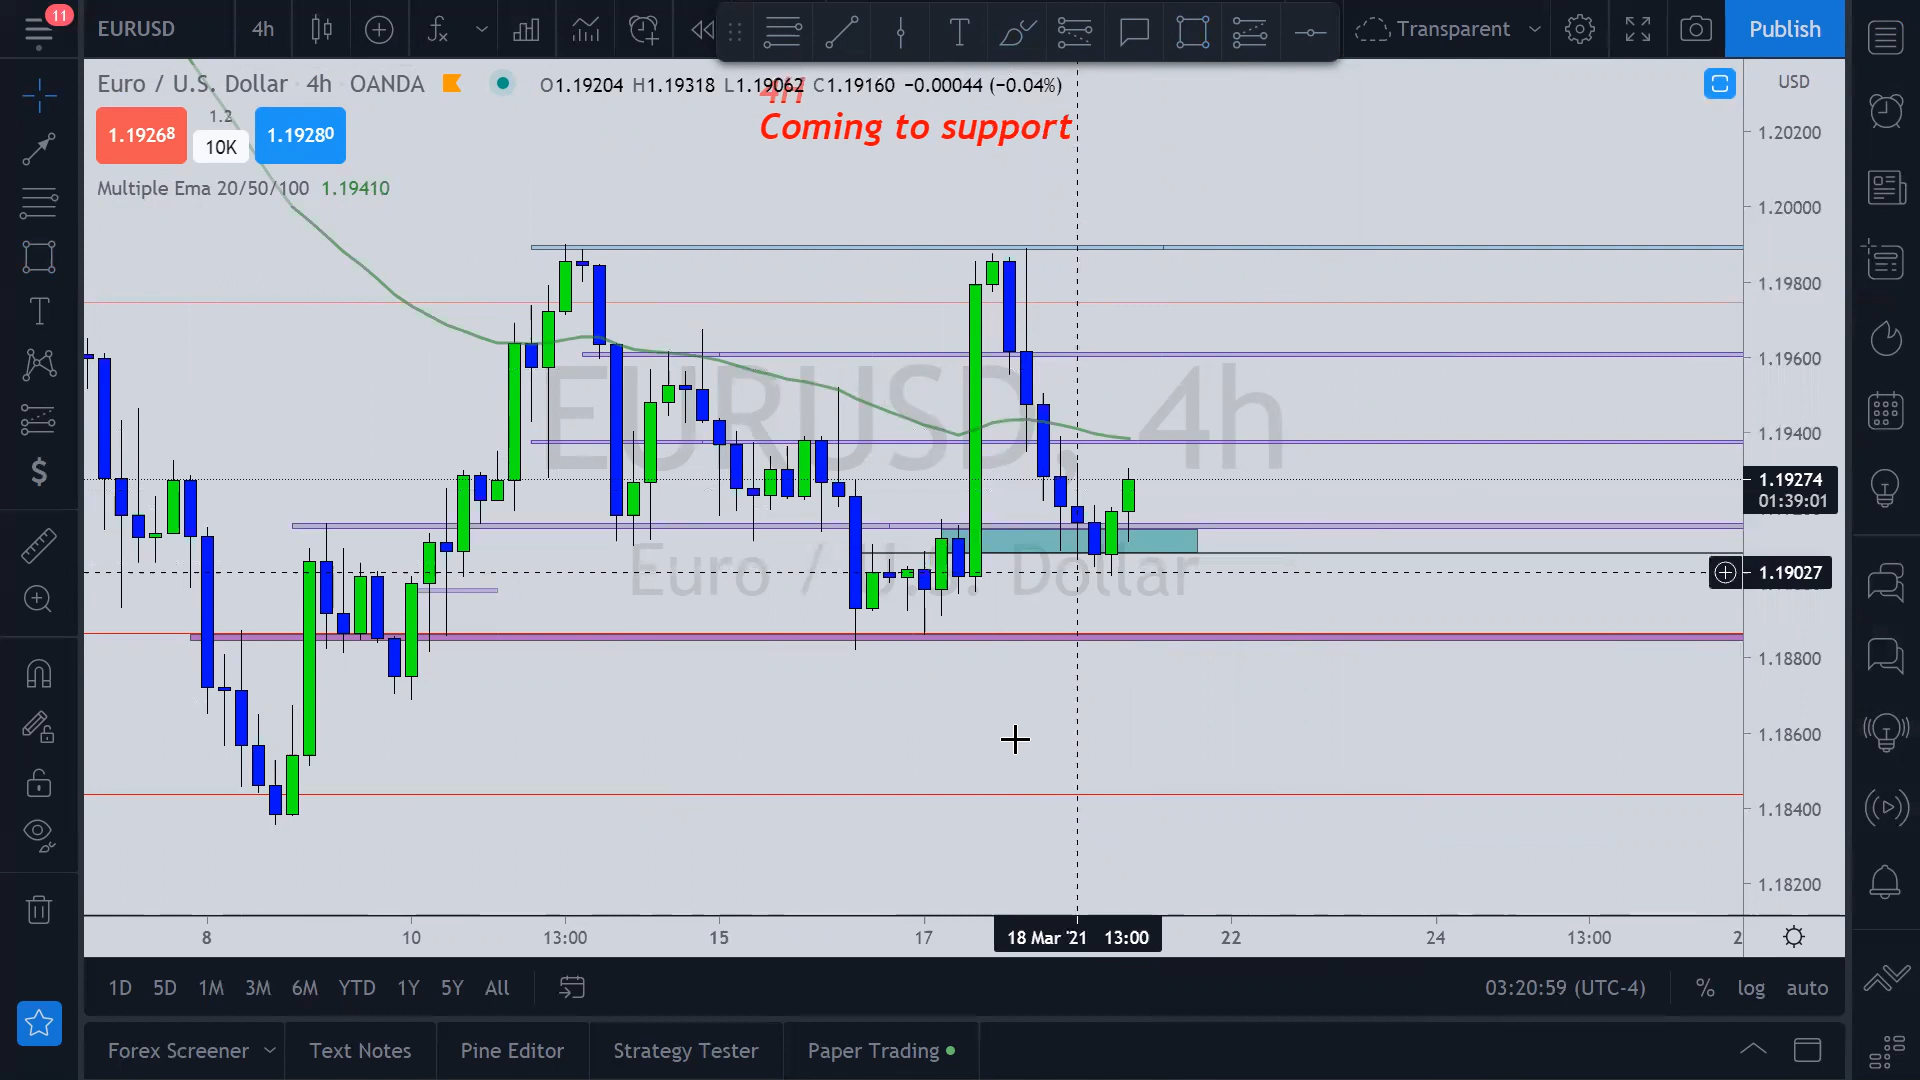 11
EURUSD
4h
Transparent
Publish
Euro / U.S. Dollar · 4h · OANDA
O1.19204 H1.19318 L1.19062 C1.19160 −0.00044 (−0.04%)
4H
Coming to support
1.19268
1.2
10K
1.19280
Multiple Ema 20/50/100 1.19410
USD
1.20200
1.20000
1.19800
1.19600
1.19400
1.19274
01:39:01
1.19027
1.18800
1.18600
1.18400
1.18200
EURUSD, 4h
Euro / U.S. Dollar
8
10
13:00
15
17
18 Mar '21 13:00
22
24
13:00
2
1D 5D 1M 3M 6M YTD 1Y 5Y All
03:20:59 (UTC-4)
% log auto
Forex Screener
Text Notes
Pine Editor
Strategy Tester
Paper Trading